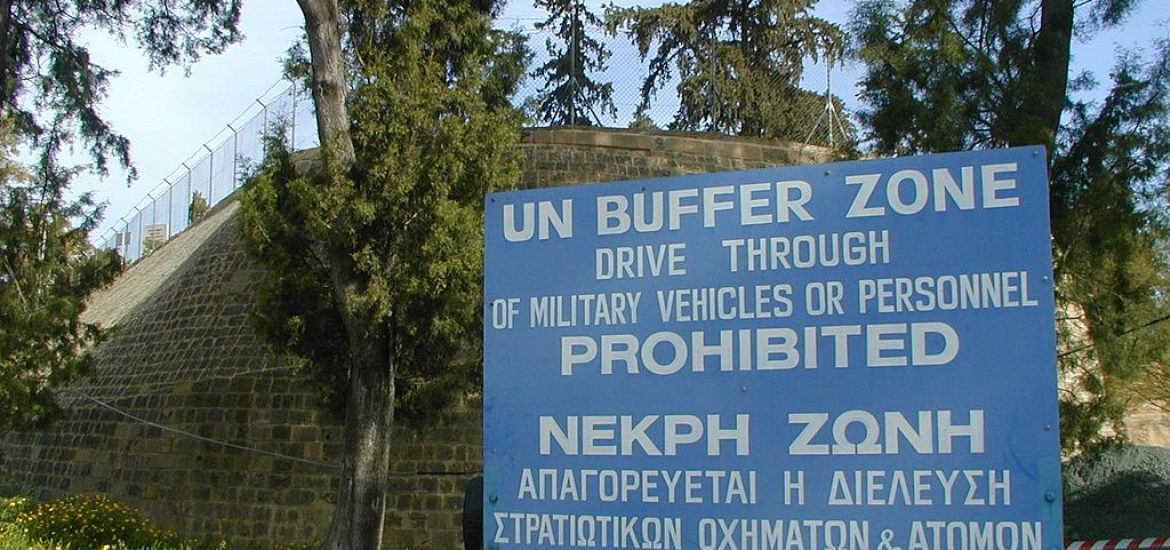 UN BUFFER ZONE
DRIVE THROUGH
OF MILITARY VEHICLES OR PERSONNEL
PROHIBITED
ΝΕΚΡΗ ΖΩΝΗ
ΑΠΑΓΟΡΕΥΕΤΑΙ Η ΔΙΕΛΕΥΣΗ
ΣΤΡΑΤΙΩΤΙΚΩΝ ΟΧΗΜΑΤΩΝ & ΑΤΟΜΩΝ